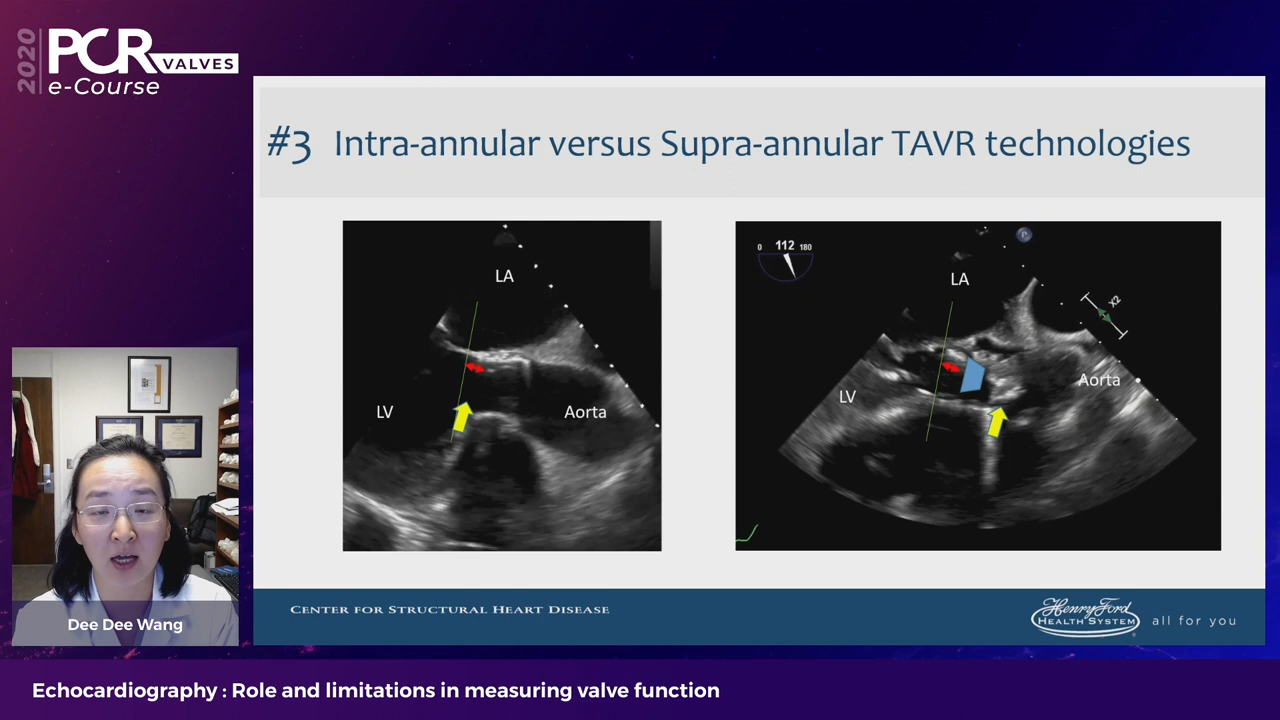 2020
PCR
VALVES
e-Course
#3 Intra-annular versus Supra-annular TAVR technologies
LA
LV
Aorta
0 112 180
P
X2
LA
LV
Aorta
Dee Dee Wang
CENTER FOR STRUCTURAL HEART DISEASE
Henry Ford
HEALTH SYSTEM
all for you
Echocardiography : Role and limitations in measuring valve function